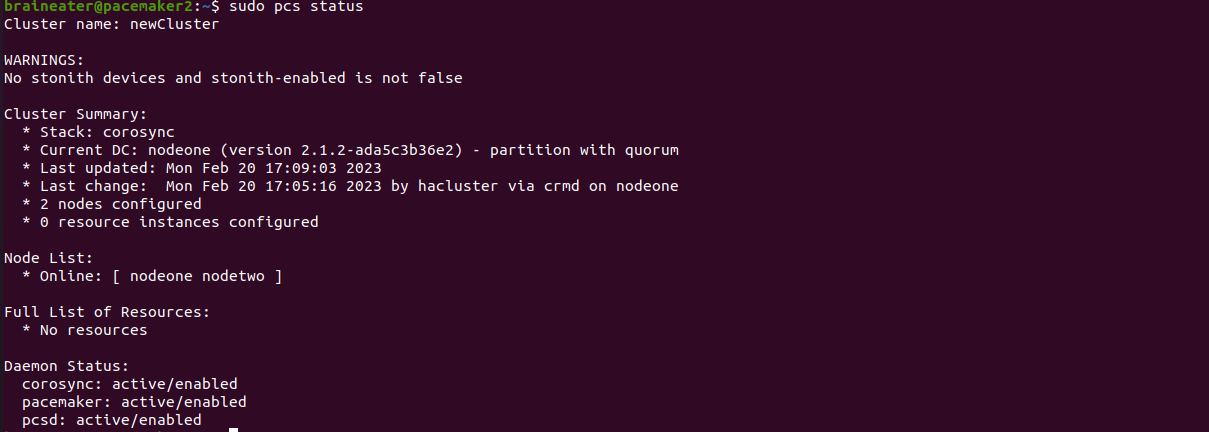 braineater@pacemaker2:~$ sudo pcs status
Cluster name: newCluster

WARNINGS:
No stonith devices and stonith-enabled is not false

Cluster Summary:
  * Stack: corosync
  * Current DC: nodeone (version 2.1.2-ada5c3b36e2) - partition with quorum
  * Last updated: Mon Feb 20 17:09:03 2023
  * Last change:  Mon Feb 20 17:05:16 2023 by hacluster via crmd on nodeone
  * 2 nodes configured
  * 0 resource instances configured

Node List:
  * Online: [ nodeone nodetwo ]

Full List of Resources:
  * No resources

Daemon Status:
  corosync: active/enabled
  pacemaker: active/enabled
  pcsd: active/enabled